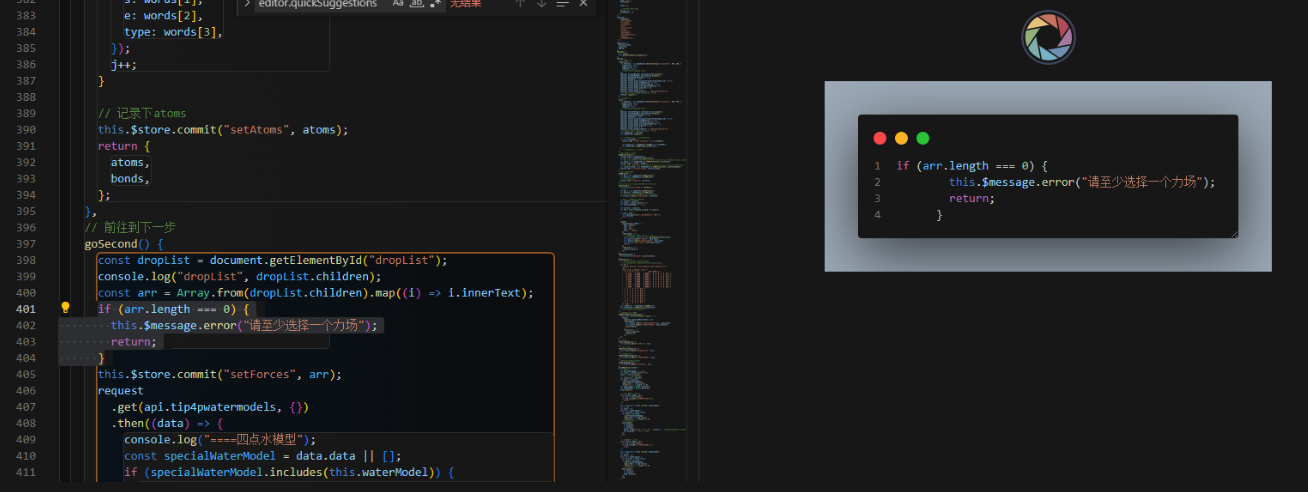 editor.quickSuggestions Aa ab 无结果
383 e: words[2],
384 type: words[3],
385 });
386 j++;
387 }
388
389 // 记录下atoms
390 this.$store.commit("setAtoms", atoms);
391 return {
392 atoms,
393 bonds,
394 };
395 },
396 // 前往到下一步
397 goSecond() {
398 const dropList = document.getElementById("dropList");
399 console.log("dropList", dropList.children);
400 const arr = Array.from(dropList.children).map((i) => i.innerText);
401 if (arr.length === 0) {
402 this.$message.error("请至少选择一个力场");
403 return;
404 }
405 this.$store.commit("setForces", arr);
406 request
407 .get(api.tip4pwatermodels, {})
408 .then((data) => {
409 console.log("====四点水模型");
410 const specialWaterModel = data.data || [];
411 if (specialWaterModel.includes(this.waterModel)) {
1 if (arr.length === 0) {
2 this.$message.error("请至少选择一个力场");
3 return;
4 }